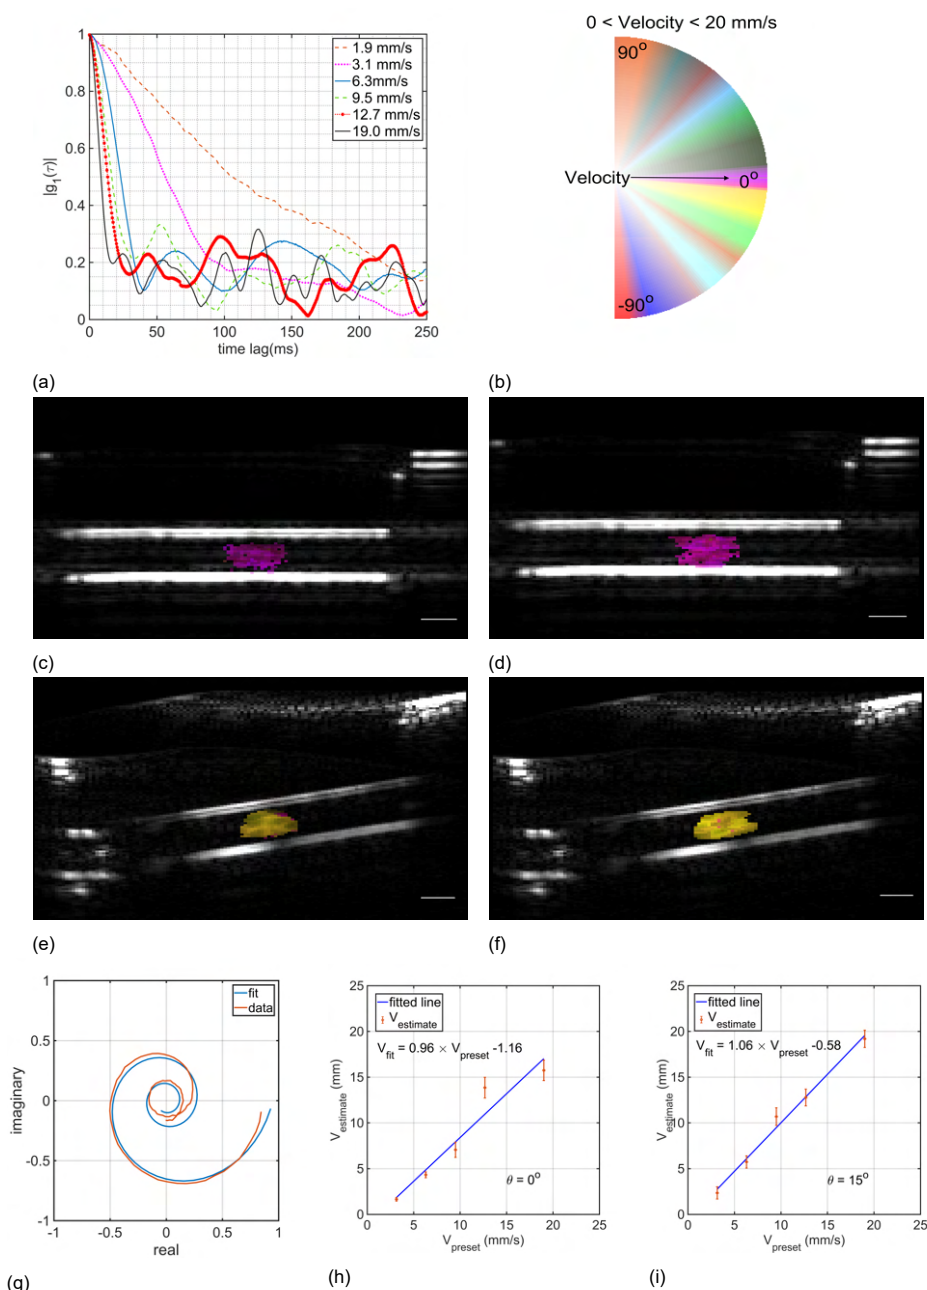 1
0.8
0.6
0.4
0.2
0
0 50 100 150 200 250
|g1(τ)|
time lag(ms)
1.9 mm/s
3.1 mm/s
6.3mm/s
9.5 mm/s
12.7 mm/s
19.0 mm/s
0 < Velocity < 20 mm/s
90o
Velocity
0o
-90o
(a)
(b)
(c)
(d)
(e)
(f)
1
0.5
0
-0.5
-1
-1 -0.5 0 0.5 1
imaginary
real
fit
data
25
20
15
10
5
0
0 5 10 15 20 25
Vestimate (mm)
Vpreset (mm/s)
fitted line
Vestimate
Vfit = 0.96 × Vpreset -1.16
θ = 0o
25
20
15
10
5
0
0 5 10 15 20 25
Vestimate (mm)
Vpreset (mm/s)
fitted line
Vestimate
Vfit = 1.06 × Vpreset -0.58
θ = 15o
(g)
(h)
(i)